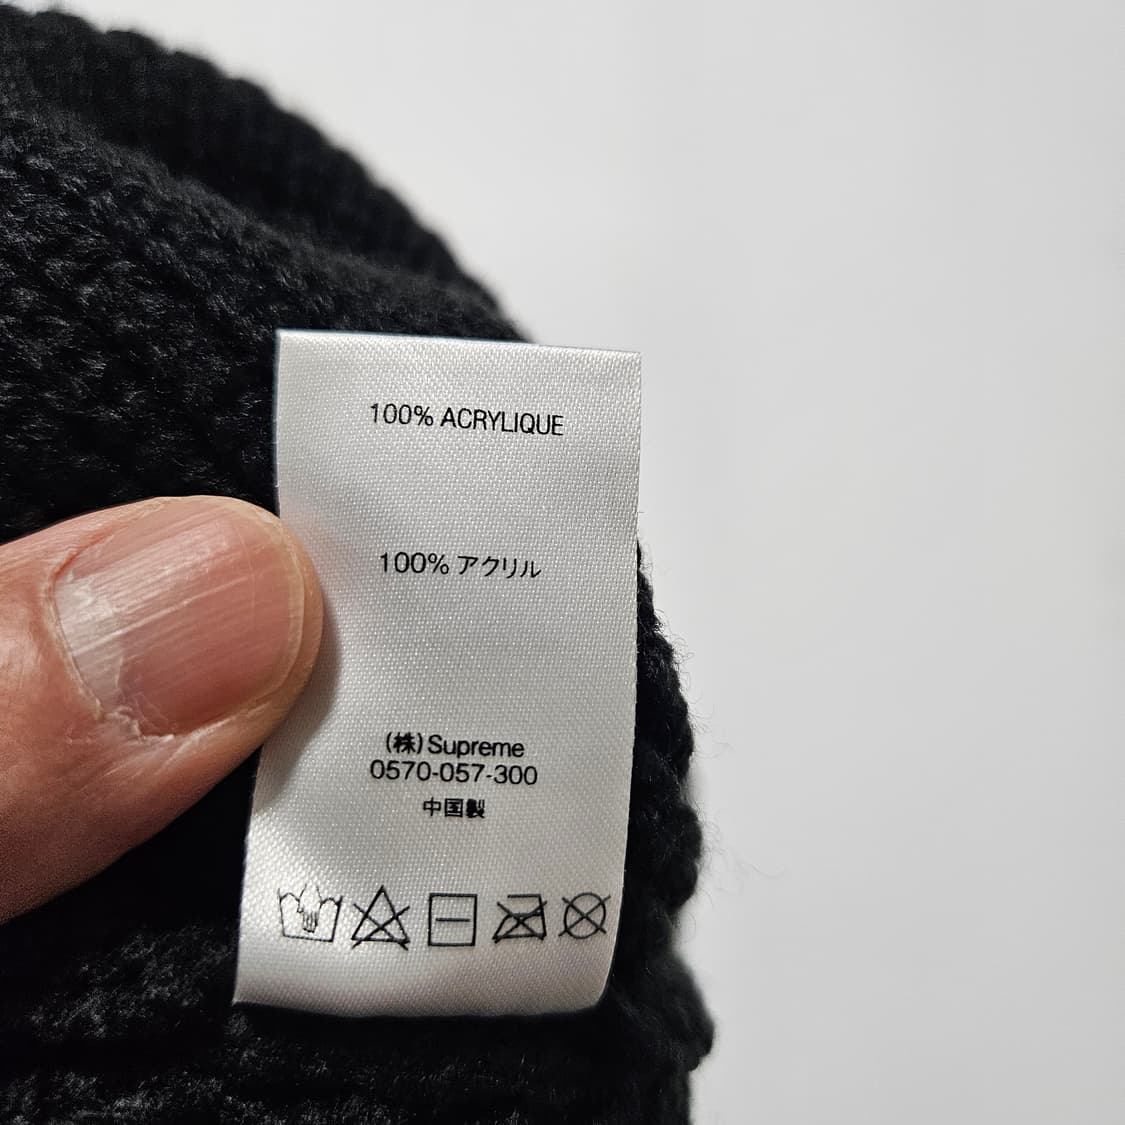 100% ACRYLIQUE
100% アクリル
(株)Supreme
0570-057-300
中国製